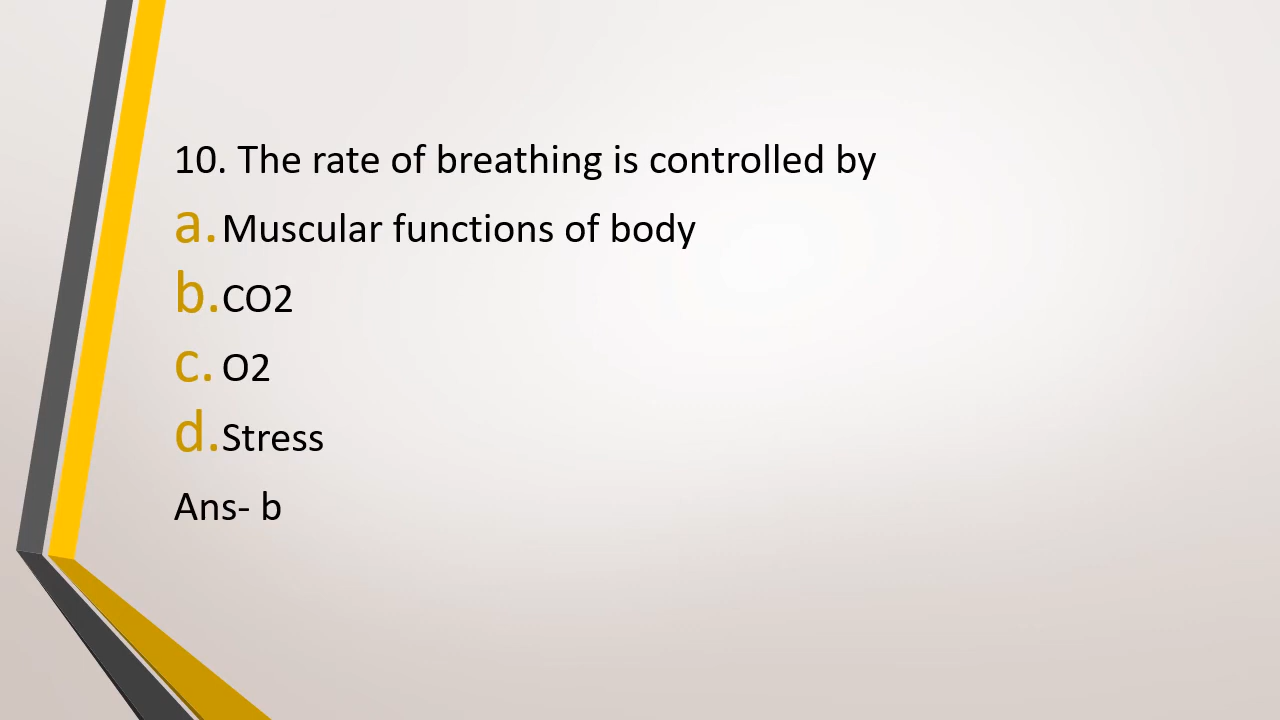 10. The rate of breathing is controlled by
a. Muscular functions of body
b. CO2
c. O2
d. Stress
Ans- b